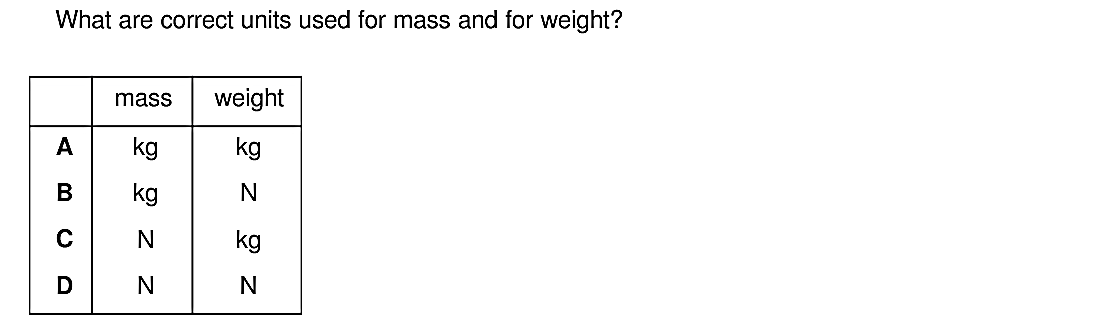 What are correct units used for mass and for weight?
mass weight
A kg kg
B kg N
C N kg
D N N